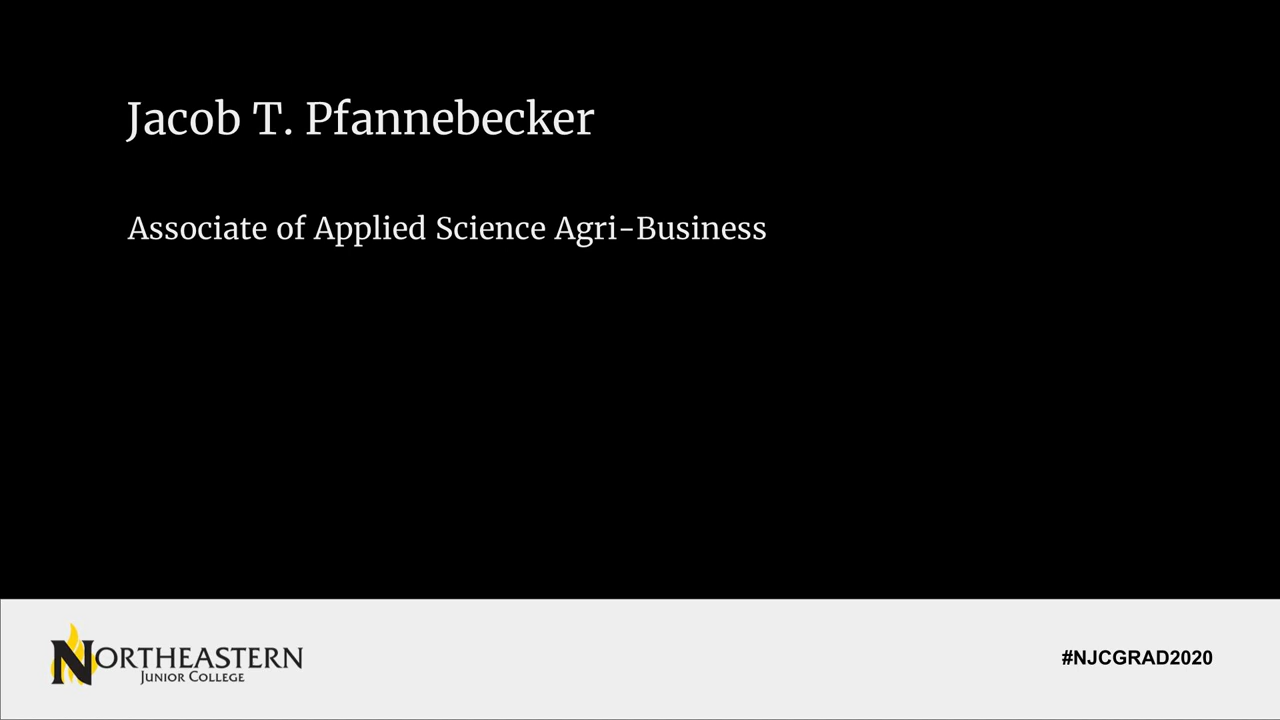 Jacob T. Pfannebecker
Associate of Applied Science Agri-Business
NORTHEASTERN
JUNIOR COLLEGE
#NJCGRAD2020